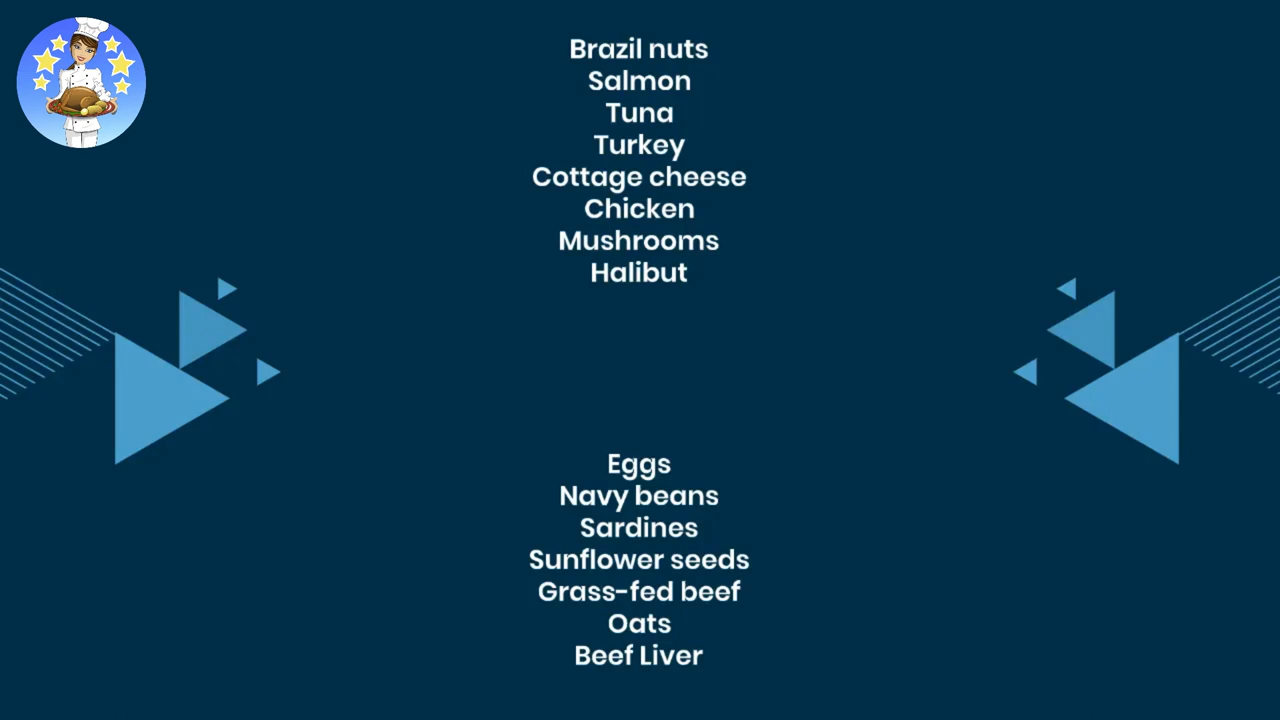 Brazil nuts
Salmon
Tuna
Turkey
Cottage cheese
Chicken
Mushrooms
Halibut
Eggs
Navy beans
Sardines
Sunflower seeds
Grass-fed beef
Oats
Beef Liver